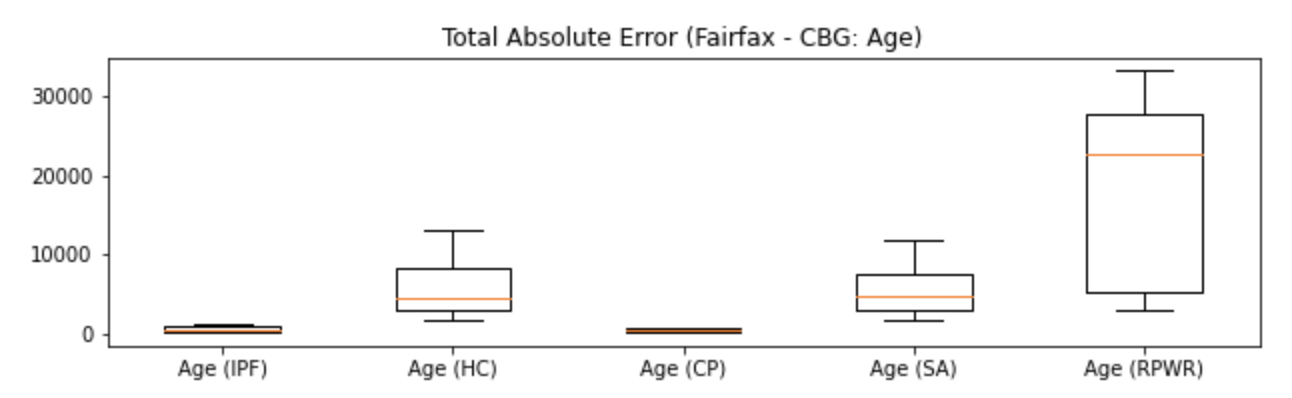 Total Absolute Error (Fairfax - CBG: Age)
30000
20000
10000
0
Age (IPF) Age (HC) Age (CP) Age (SA) Age (RPWR)